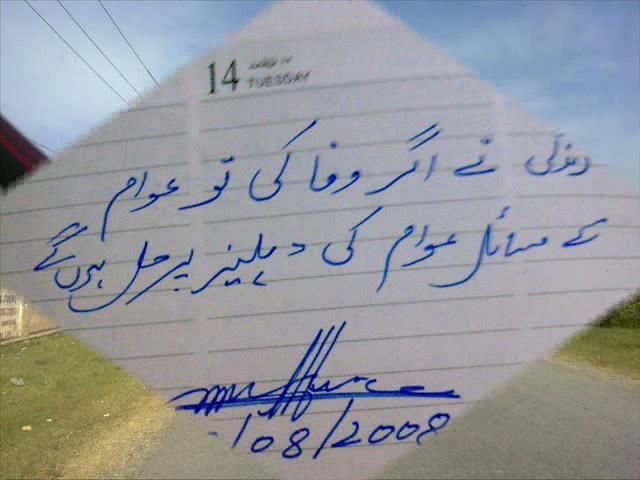 14
TUESDAY
زندگی نے اگر وفا کی تو عوام
کے مسائل عوام کی دہلیز پر حل ہوں گے
/08/2008